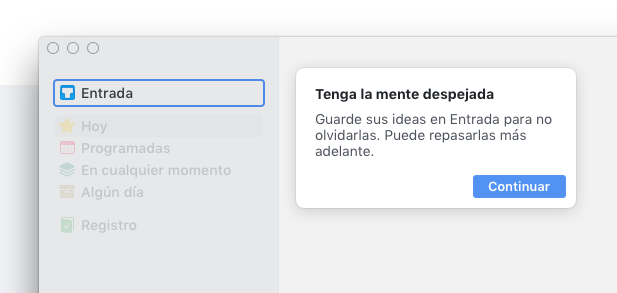 Entrada
Hoy
Programadas
En cualquier momento
Algún día
Registro
Tenga la mente despejada
Guarde sus ideas en Entrada para no
olvidarlas. Puede repasarlas más
adelante.
Continuar